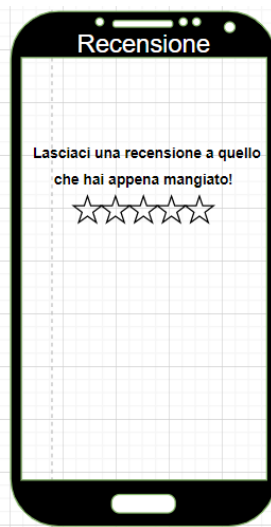 Recensione
Lasciaci una recensione a quello
che hai appena mangiato!